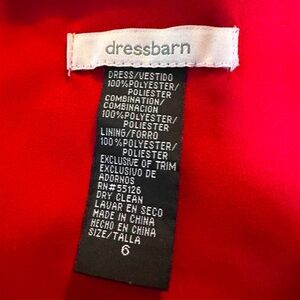 dressbarn
DRESS/VESTIDO
100%POLYESTER/
POLIESTER
COMBINATION/
COMBINACION
100%POLYESTER/
POLIESTER
LINING/FORRO
100%POLYESTER/
POLIESTER
EXCLUSIVE OF TRIM
EXCLUSIVO DE
ADORNOS
RN#55126
DRY CLEAN
LAVAR EN SECO
MADE IN CHINA
HECHO EN CHINA
SIZE/TALLA
6